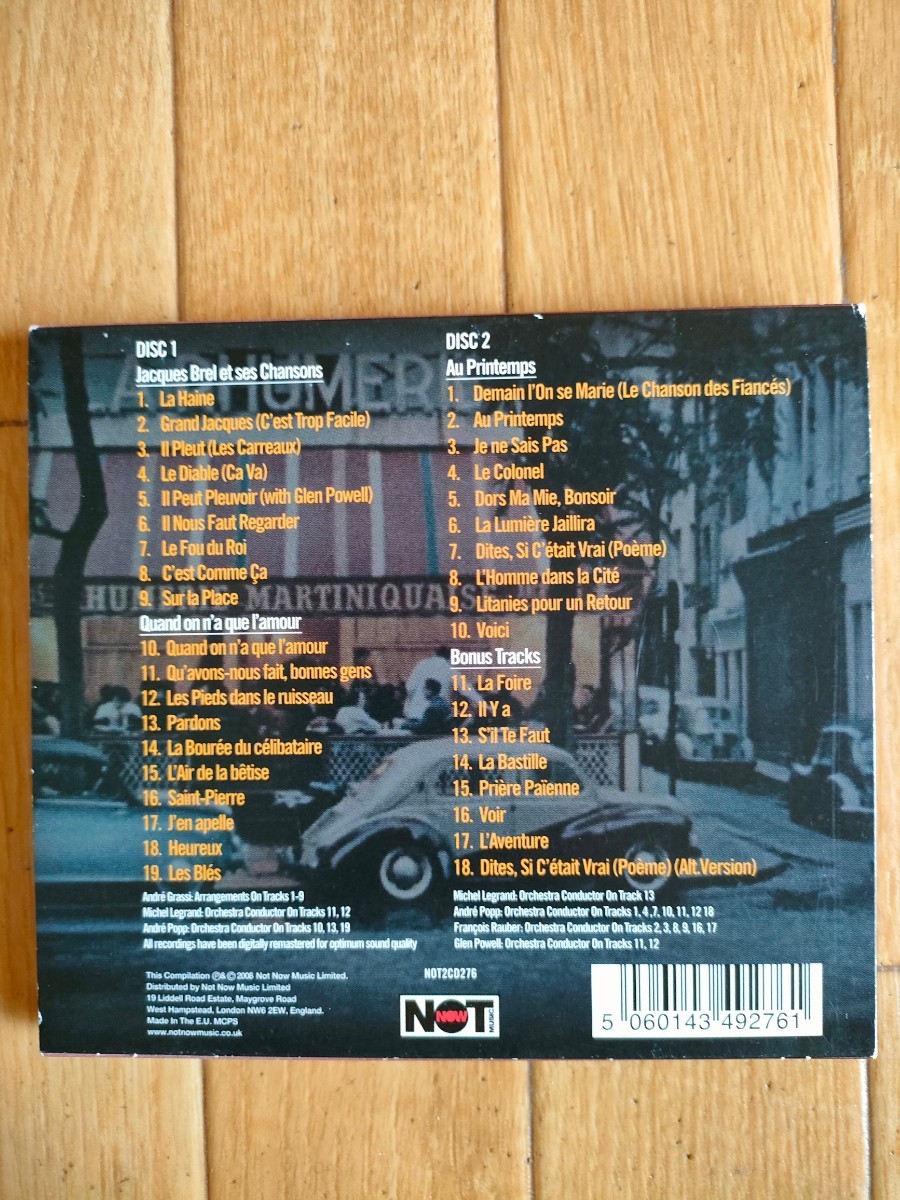 DISC 1
Jacques Brel et ses Chansons
1. La Haine
2. Grand Jacques (C'est Trop Facile)
3. Il Pleut (Les Carreaux)
4. Le Diable (Ca Va)
5. Il Peut Pleuvoir (with Glen Powell)
6. Il Nous Faut Regarder
7. Le Fou du Roi
8. C'est Comme Ça
9. Sur la Place
Quand on n'a que l'amour
10. Quand on n'a que l'amour
11. Qu'avons-nous fait, bonnes gens
12. Les Pieds dans le ruisseau
13. Pardons
14. La Bourée du célibataire
15. L'Air de la bêtise
16. Saint-Pierre
17. J'en apelle
18. Heureux
19. Les Blés
André Grassi: Arrangements On Tracks 1-9
Michel Legrand: Orchestra Conductor On Tracks 11, 12
André Popp: Orchestra Conductor On Tracks 10, 13, 19
All recordings have been digitally remastered for optimum sound quality
DISC 2
Au Printemps
1. Demain l'On se Marie (Le Chanson des Fiancés)
2. Au Printemps
3. Je ne Sais Pas
4. Le Colonel
5. Dors Ma Mie, Bonsoir
6. La Lumière Jaillira
7. Dites, Si C'était Vrai (Poème)
8. L'Homme dans la Cité
9. Litanies pour un Retour
10. Voici
Bonus Tracks
11. La Foire
12. Il Y a
13. S'il Te Faut
14. La Bastille
15. Prière Païenne
16. Voir
17. L'Aventure
18. Dites, Si C'était Vrai (Poème) (Alt.Version)
Michel Legrand: Orchestra Conductor On Track 13
André Popp: Orchestra Conductor On Tracks 1, 4 ,7, 10, 11, 12 18
François Rauber: Orchestra Conductor On Tracks 2, 3, 8, 9, 16, 17
Glen Powell: Orchestra Conductor On Tracks 11, 12
This Compilation ℗&© 2008 Not Now Music Limited.
Distributed by Not Now Music Limited
19 Liddell Road Estate, Maygrove Road
West Hampstead, London NW6 2EW, England.
Made In The E.U. MCPS
www.notnowmusic.co.uk
NOT2CD276
NOT NOW MUSIC
5 060143 492761
MARTINIQUAISE